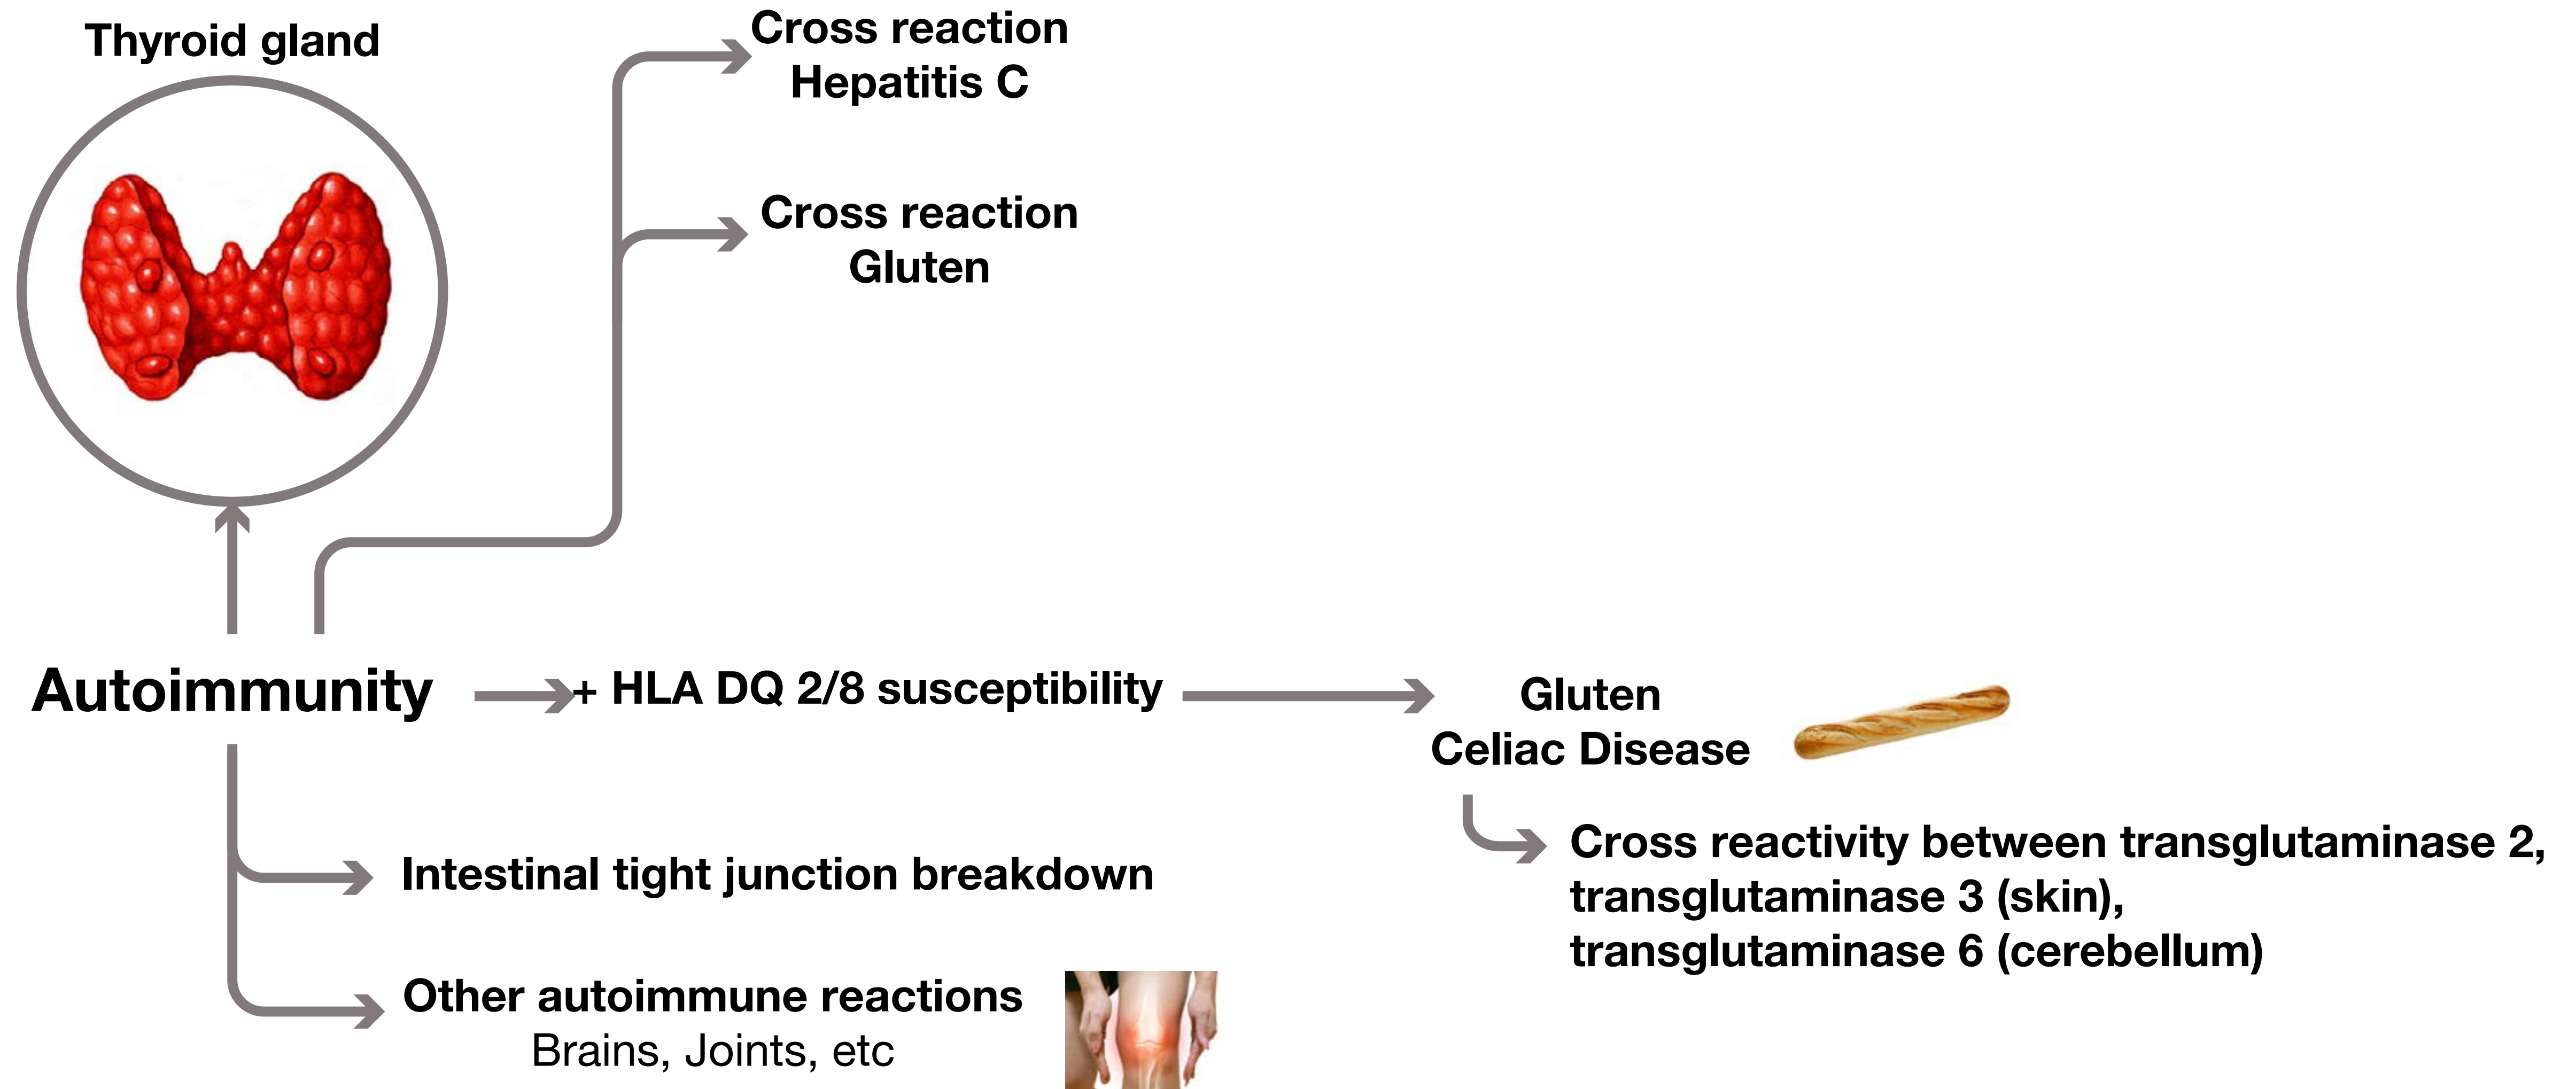 Thyroid gland
Cross reaction
Hepatitis C
Cross reaction
Gluten
Autoimmunity
+ HLA DQ 2/8 susceptibility
Gluten
Celiac Disease
Cross reactivity between transglutaminase 2,
transglutaminase 3 (skin),
transglutaminase 6 (cerebellum)
Intestinal tight junction breakdown
Other autoimmune reactions
Brains, Joints, etc